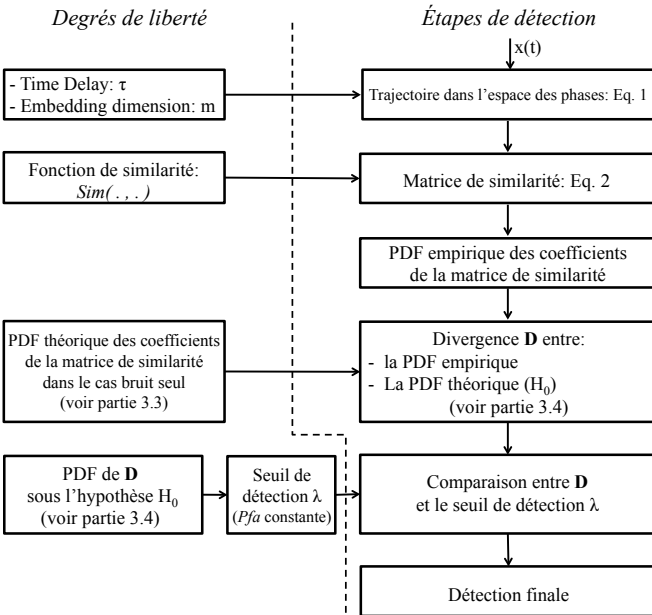 Degrés de liberté
Étapes de détection
x(t)
- Time Delay: τ
- Embedding dimension: m
Trajectoire dans l'espace des phases: Eq. 1
Fonction de similarité:
Sim( . , . )
Matrice de similarité: Eq. 2
PDF empirique des coefficients
de la matrice de similarité
PDF théorique des coefficients
de la matrice de similarité
dans le cas bruit seul
(voir partie 3.3)
Divergence D entre:
- la PDF empirique
- La PDF théorique (H₀)
(voir partie 3.4)
PDF de D
sous l'hypothèse H₀
(voir partie 3.4)
Seuil de
détection λ
(Pfa constante)
Comparaison entre D
et le seuil de détection λ
Détection finale